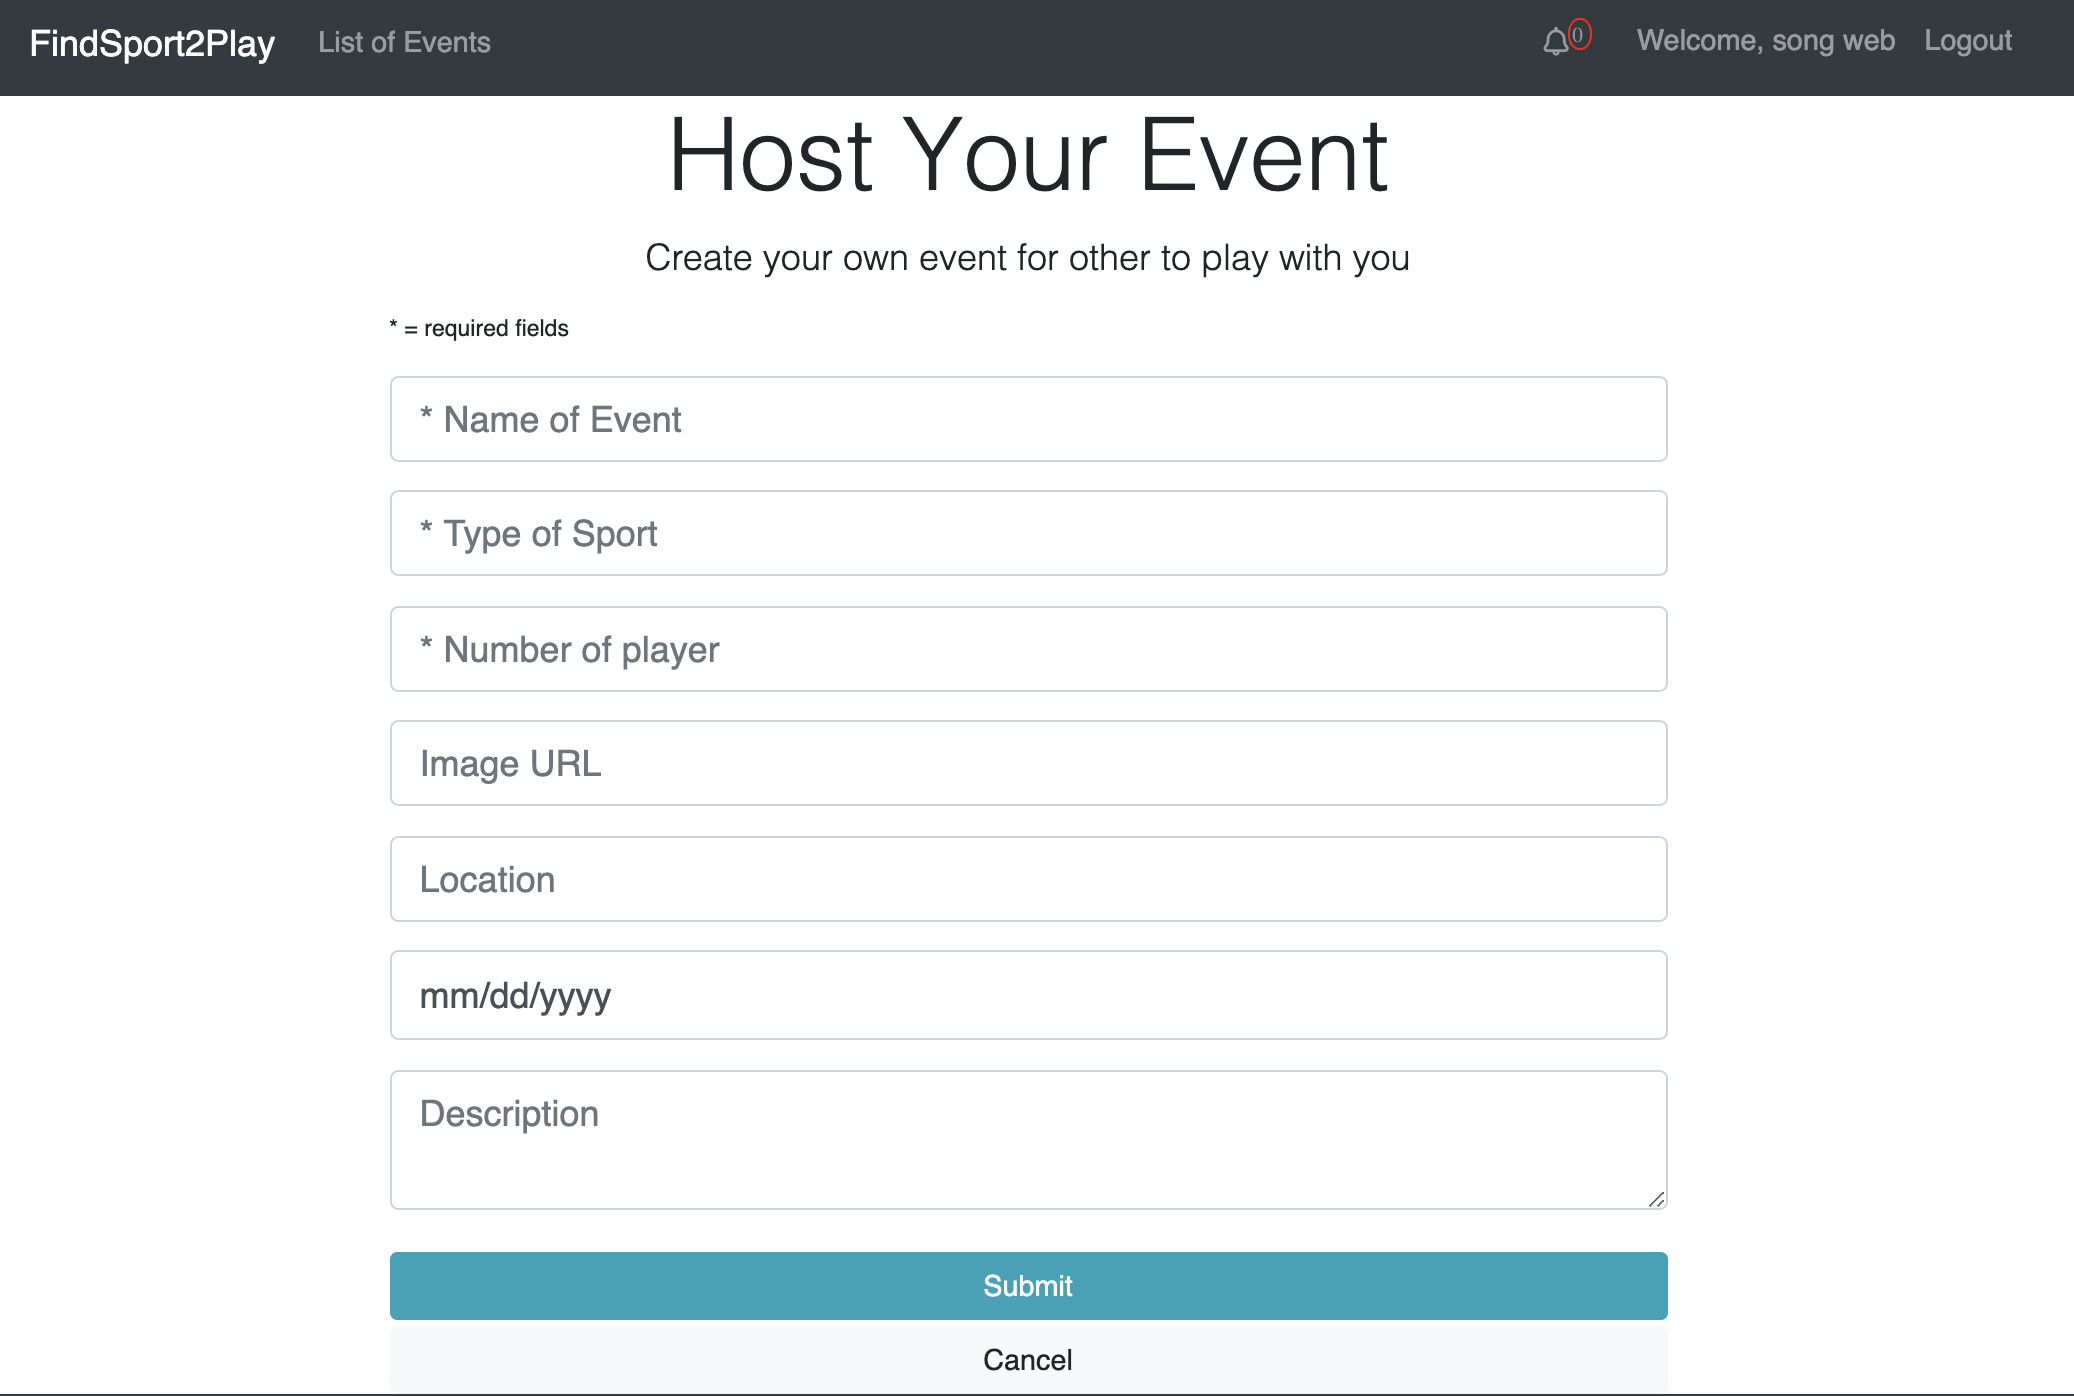 FindSport2Play List of Events 0 Welcome, song web Logout
Host Your Event
Create your own event for other to play with you
* = required fields
* Name of Event
* Type of Sport
* Number of player
Image URL
Location
mm/dd/yyyy
Description
Submit
Cancel